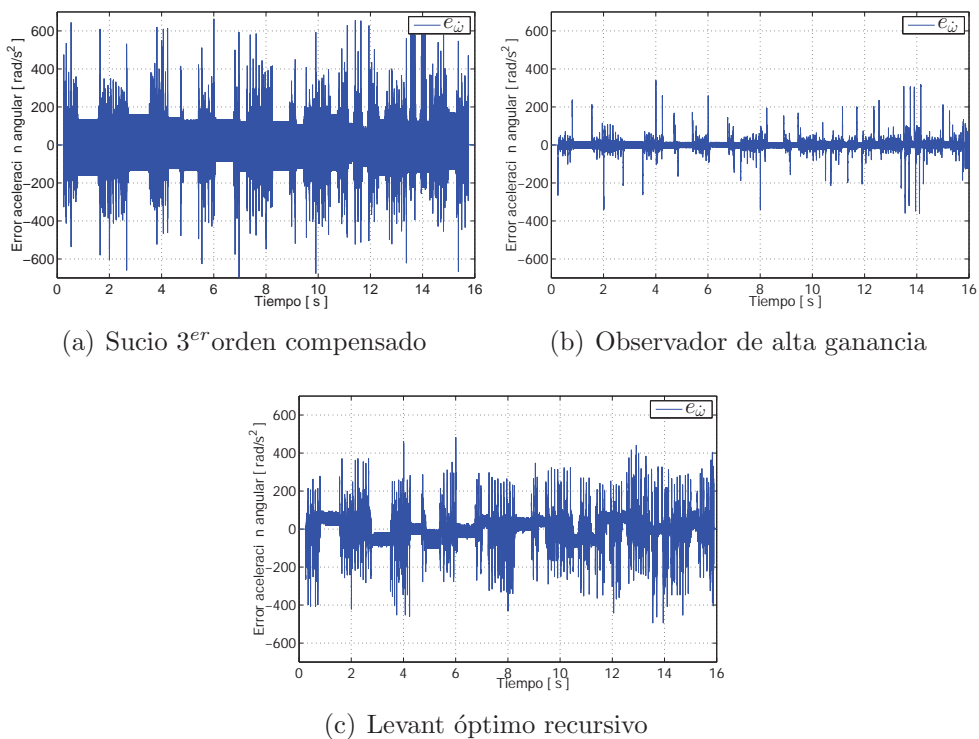 600
400
200
0
−200
−400
−600
0 2 4 6 8 10 12 14 16
Error aceleraci n angular [ rad/s²]
Tiempo [ s ]
e_ω̇
(a) Sucio 3ᵉʳorden compensado
600
400
200
0
−200
−400
−600
0 2 4 6 8 10 12 14 16
Error aceleraci n angular [ rad/s²]
Tiempo [ s ]
e_ω̇
(b) Observador de alta ganancia
600
400
200
0
−200
−400
−600
0 2 4 6 8 10 12 14 16
Error aceleraci n angular [ rad/s²]
Tiempo [ s ]
e_ω̇
(c) Levant óptimo recursivo